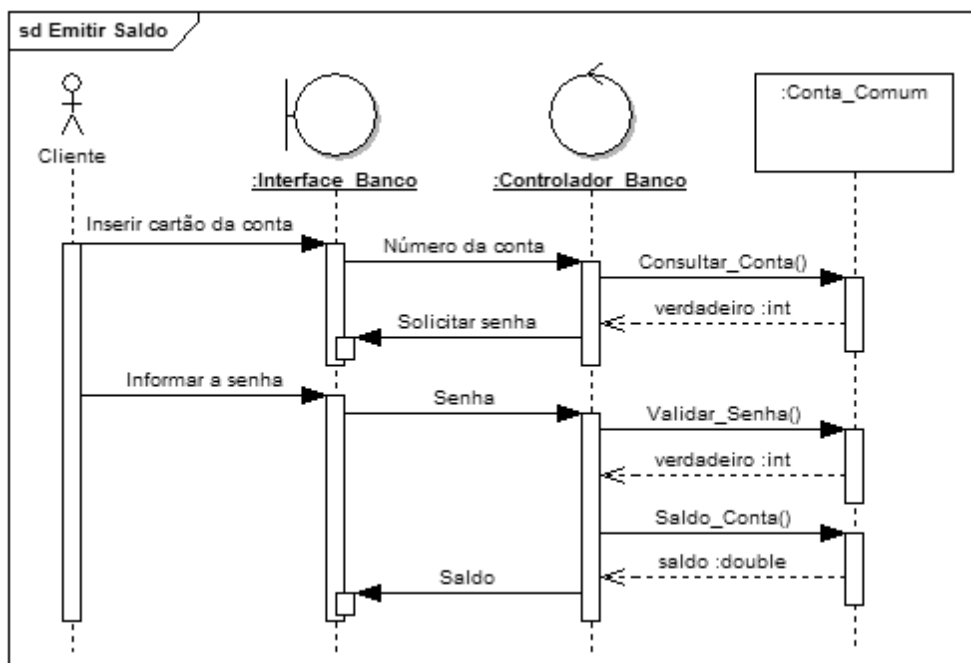 sd Emitir Saldo
Cliente
:Interface_Banco
:Controlador_Banco
:Conta_Comum
Inserir cartão da conta
Número da conta
Consultar_Conta()
verdadeiro :int
Solicitar senha
Informar a senha
Senha
Validar_Senha()
verdadeiro :int
Saldo_Conta()
saldo :double
Saldo